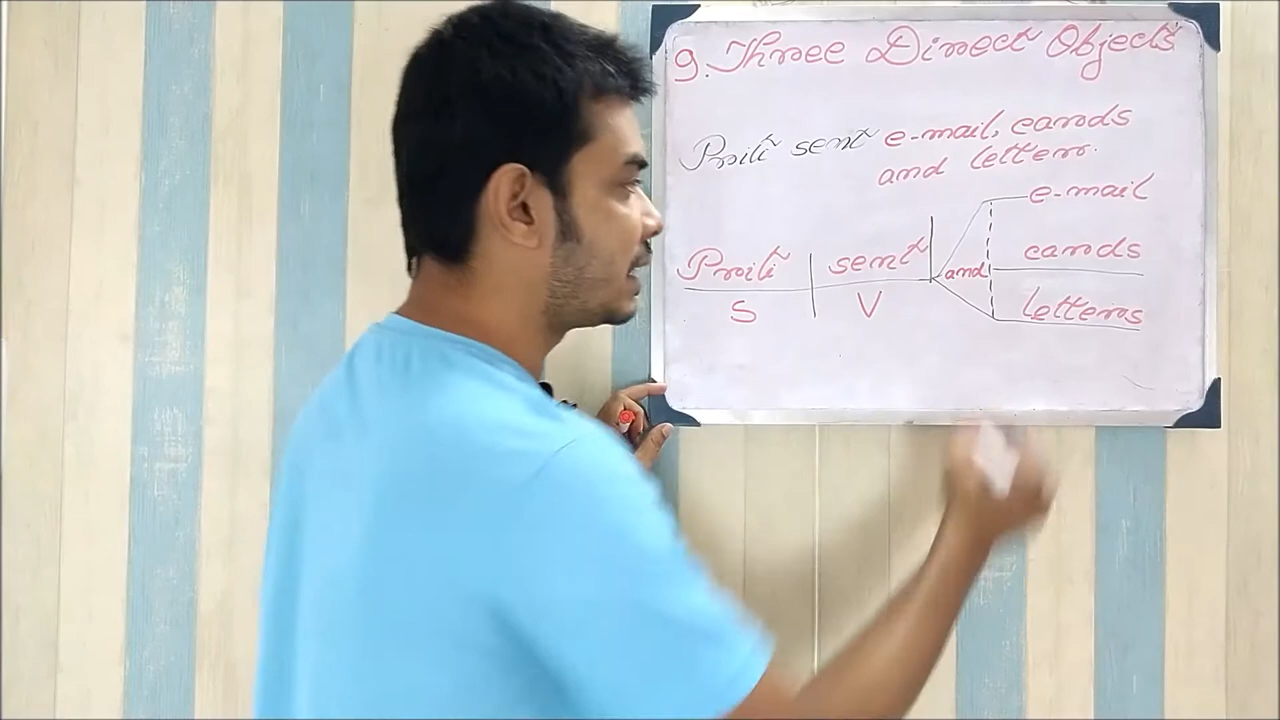 9. Three Direct Objects
Priti sent e-mail, cards
and letters.
e-mail
Priti sent and cards
S V letters